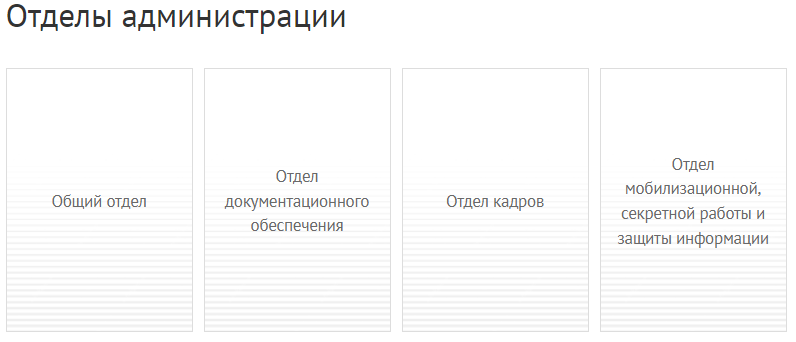 Отделы администрации
Общий отдел
Отдел
документационного
обеспечения
Отдел кадров
Отдел
мобилизационной,
секретной работы и
защиты информации